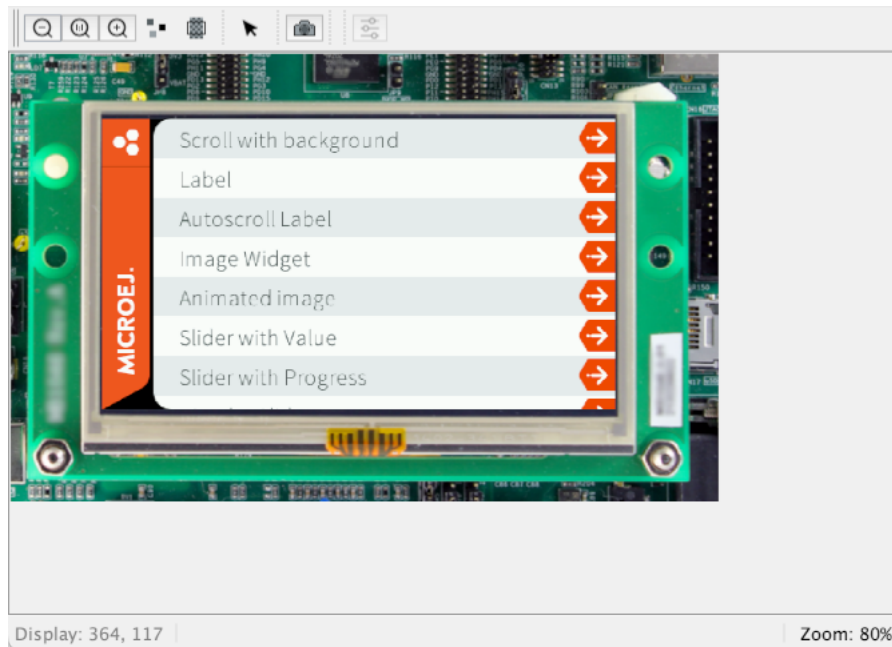 Scroll with background
Label
Autoscroll Label
Image Widget
Animated image
Slider with Value
Slider with Progress
MICROEJ.
Display: 364, 117
Zoom: 80%